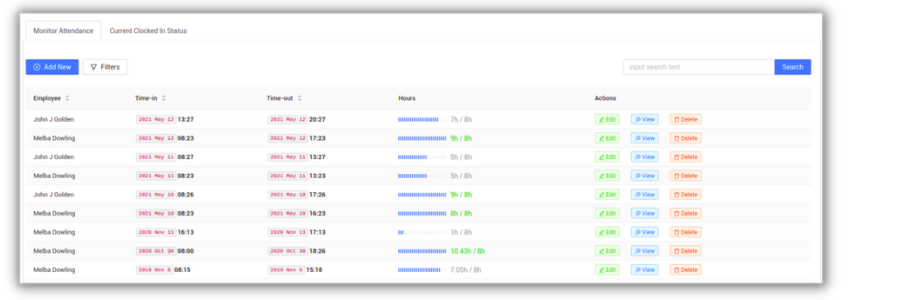 Monitor Attendance Current Clocked In Status
Add New Filters input search text Search
Employee Time-in Time-out Hours Actions
John J Golden 2021 May 12 13:27 2021 May 12 20:27 7h / 8h Edit View Delete
Melba Dowling 2021 May 12 08:23 2021 May 12 17:23 9h / 8h Edit View Delete
John J Golden 2021 May 11 08:27 2021 May 11 13:27 5h / 8h Edit View Delete
Melba Dowling 2021 May 11 08:23 2021 May 11 13:23 5h / 8h Edit View Delete
John J Golden 2021 May 10 08:26 2021 May 10 17:26 9h / 8h Edit View Delete
Melba Dowling 2021 May 10 08:23 2021 May 10 16:23 8h / 8h Edit View Delete
Melba Dowling 2020 Nov 13 16:13 2020 Nov 13 17:13 1h / 8h Edit View Delete
Melba Dowling 2020 Oct 30 08:00 2020 Oct 30 18:26 10.43h / 8h Edit View Delete
Melba Dowling 2019 Nov 6 08:15 2019 Nov 6 15:18 7.05h / 8h Edit View Delete